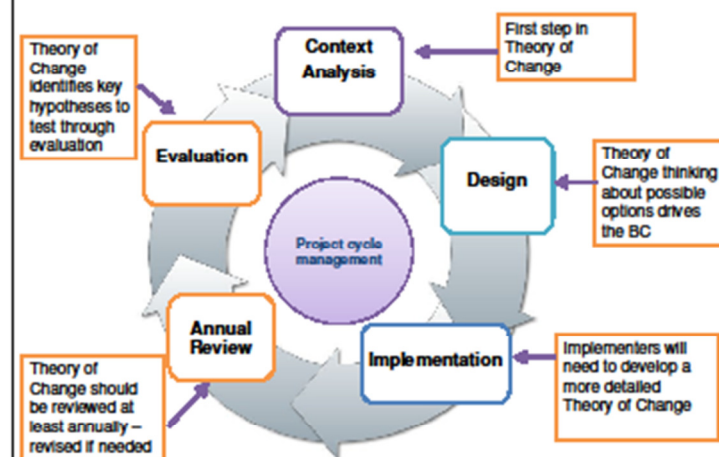 Context
Analysis
First step in
Theory of
Change
Theory of
Change
identifies key
hypotheses to
test through
evaluation
Evaluation
Design
Theory of
Change thinking
about possible
options drives
the BC
Project cycle
management
Annual
Review
Implementation
Implementers will
need to develop a
more detailed
Theory of Change
Theory of
Change should
be reviewed at
least annually –
revised if needed